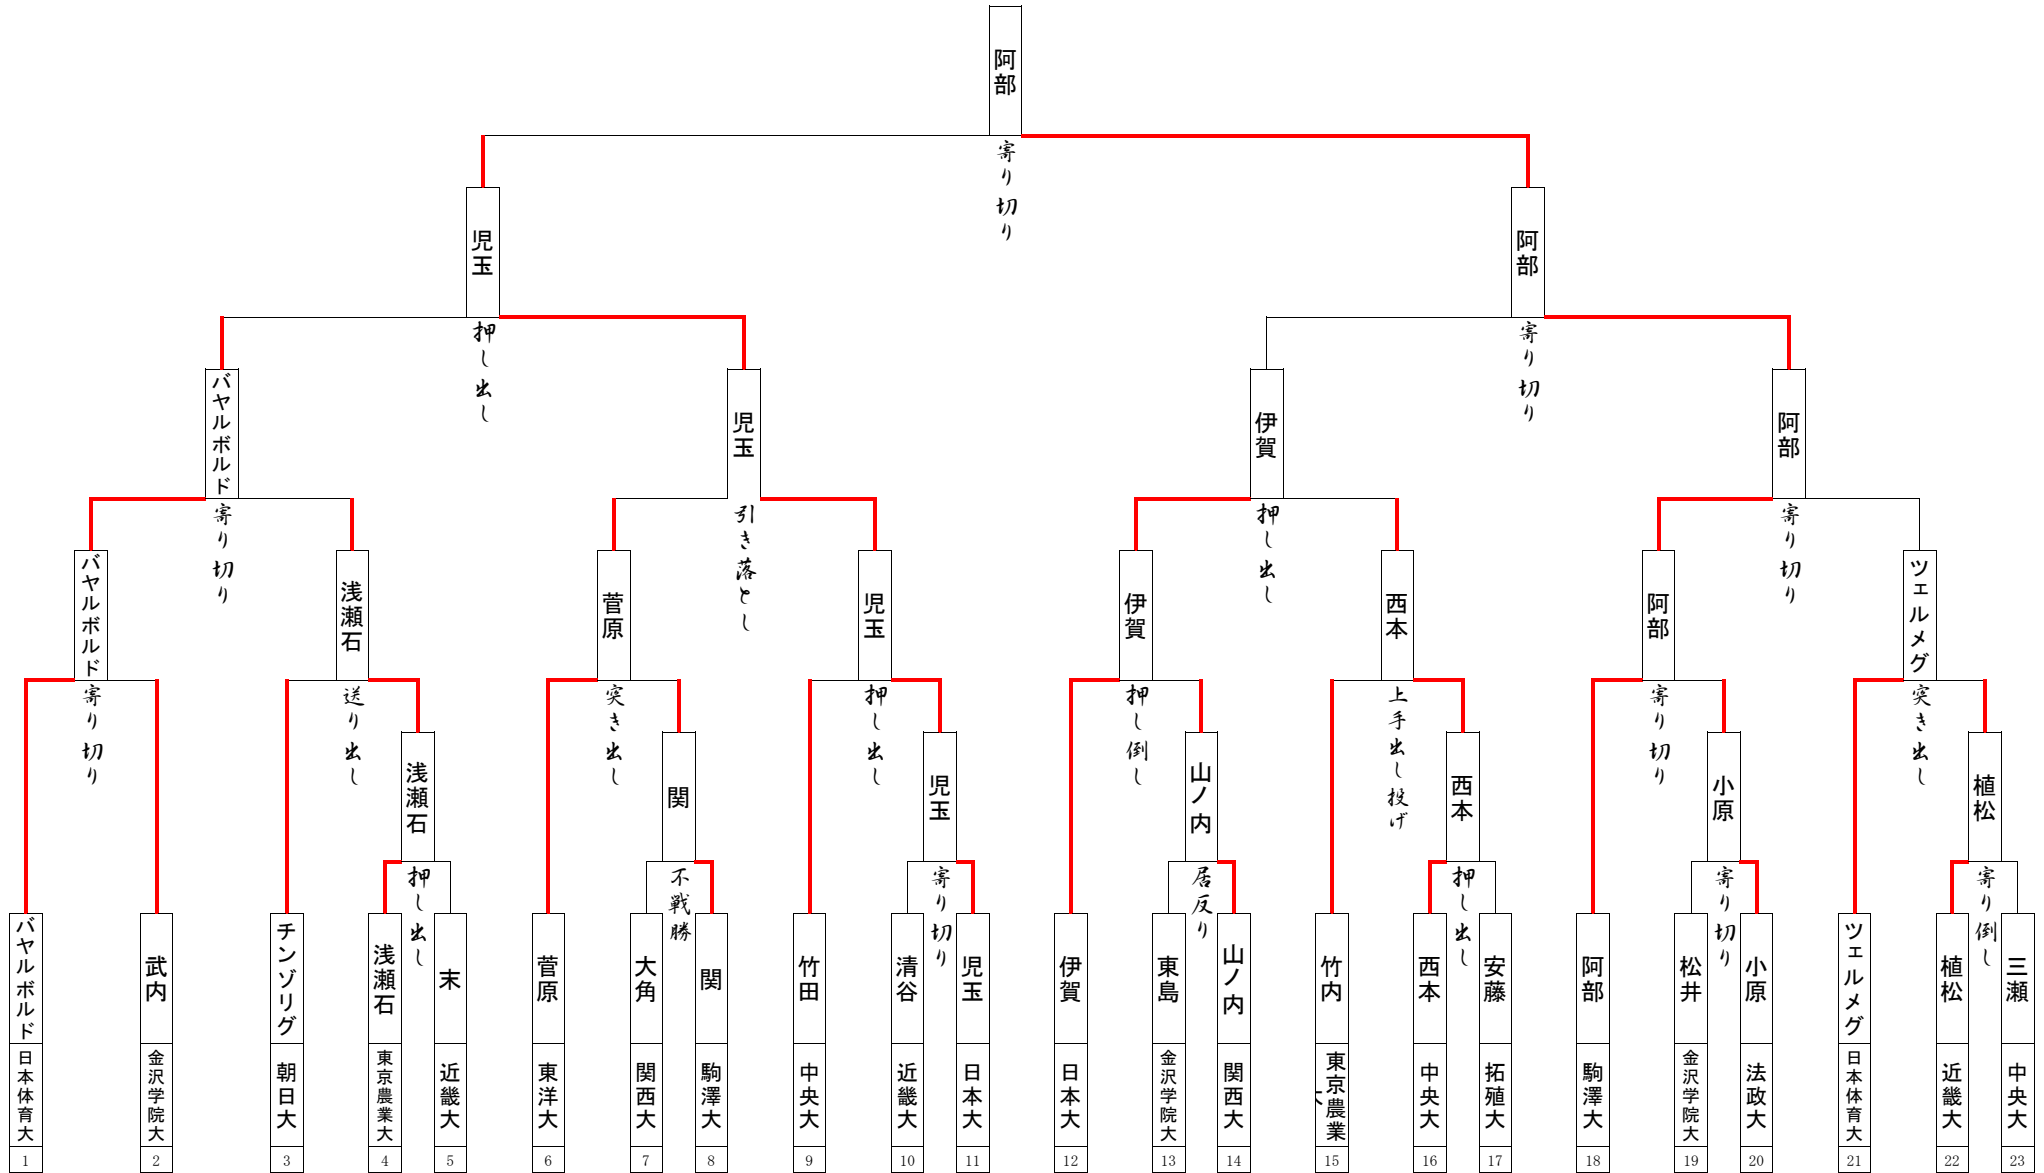 阿部
寄り切り
児玉
阿部
押し出し
寄り切り
バヤルボルド
児玉
伊賀
阿部
寄り切り
引き落とし
押し出し
寄り切り
バヤルボルド
浅瀬石
菅原
児玉
伊賀
西本
阿部
ツェルメグ
寄り切り
送り出し
突き出し
押し出し
押し倒し
上手出し投げ
寄り切り
突き出し
浅瀬石
関
児玉
山ノ内
西本
小原
植松
押し出し
不戦勝
寄り切り
居反り
押し出し
寄り切り
寄り倒し
バヤルボルド
武内
チンゾリグ
浅瀬石
末
菅原
大角
関
竹田
清谷
児玉
伊賀
東島
山ノ内
竹内
西本
安藤
阿部
松井
小原
ツェルメグ
植松
三瀬
日本体育大
金沢学院大
朝日大
東京農業大
近畿大
東洋大
関西大
駒澤大
中央大
近畿大
日本大
日本大
金沢学院大
関西大
東京農業大
中央大
拓殖大
駒澤大
金沢学院大
法政大
日本体育大
近畿大
中央大
1
2
3
4
5
6
7
8
9
10
11
12
13
14
15
16
17
18
19
20
21
22
23